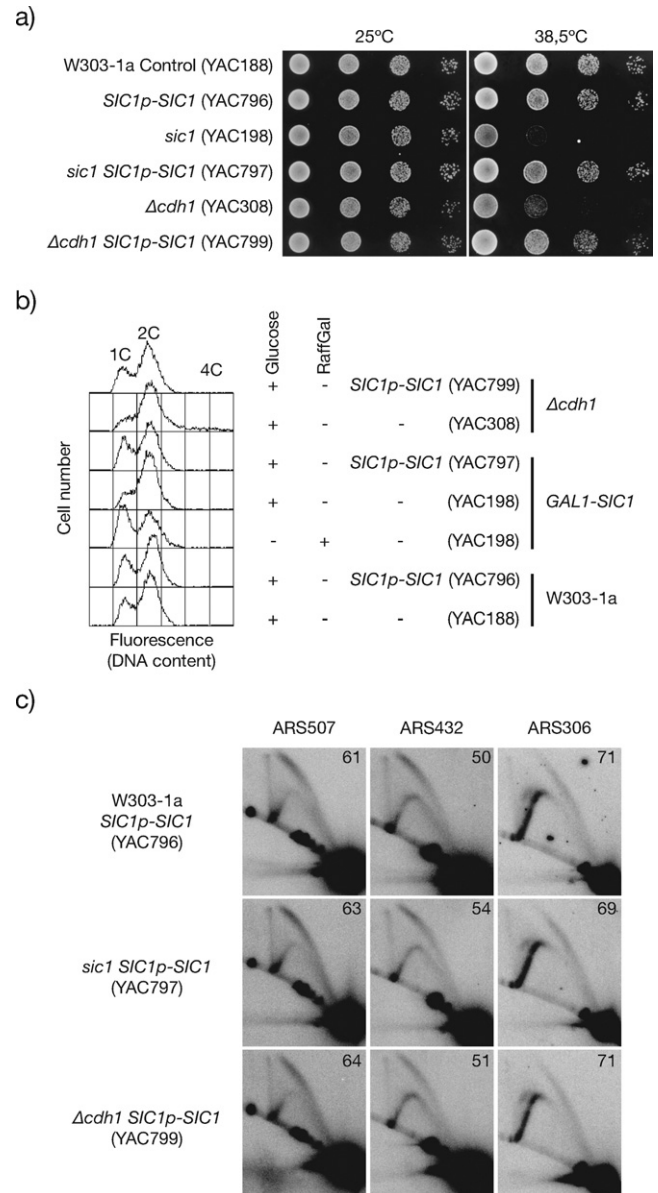 a)
25ºC 38,5ºC
W303-1a Control (YAC188)
SIC1p-SIC1 (YAC796)
sic1 (YAC198)
sic1 SIC1p-SIC1 (YAC797)
Δcdh1 (YAC308)
Δcdh1 SIC1p-SIC1 (YAC799)
b)
1C 2C 4C
Cell number
Fluorescence
(DNA content)
Glucose RaffGal
+ - SIC1p-SIC1 (YAC799)
+ - - (YAC308)
Δcdh1
+ - SIC1p-SIC1 (YAC797)
+ - - (YAC198)
- + - (YAC198)
GAL1-SIC1
+ - SIC1p-SIC1 (YAC796)
+ - - (YAC188)
W303-1a
c)
ARS507 ARS432 ARS306
W303-1a
SIC1p-SIC1
(YAC796)
61 50 71
sic1 SIC1p-SIC1
(YAC797)
63 54 69
Δcdh1 SIC1p-SIC1
(YAC799)
64 51 71